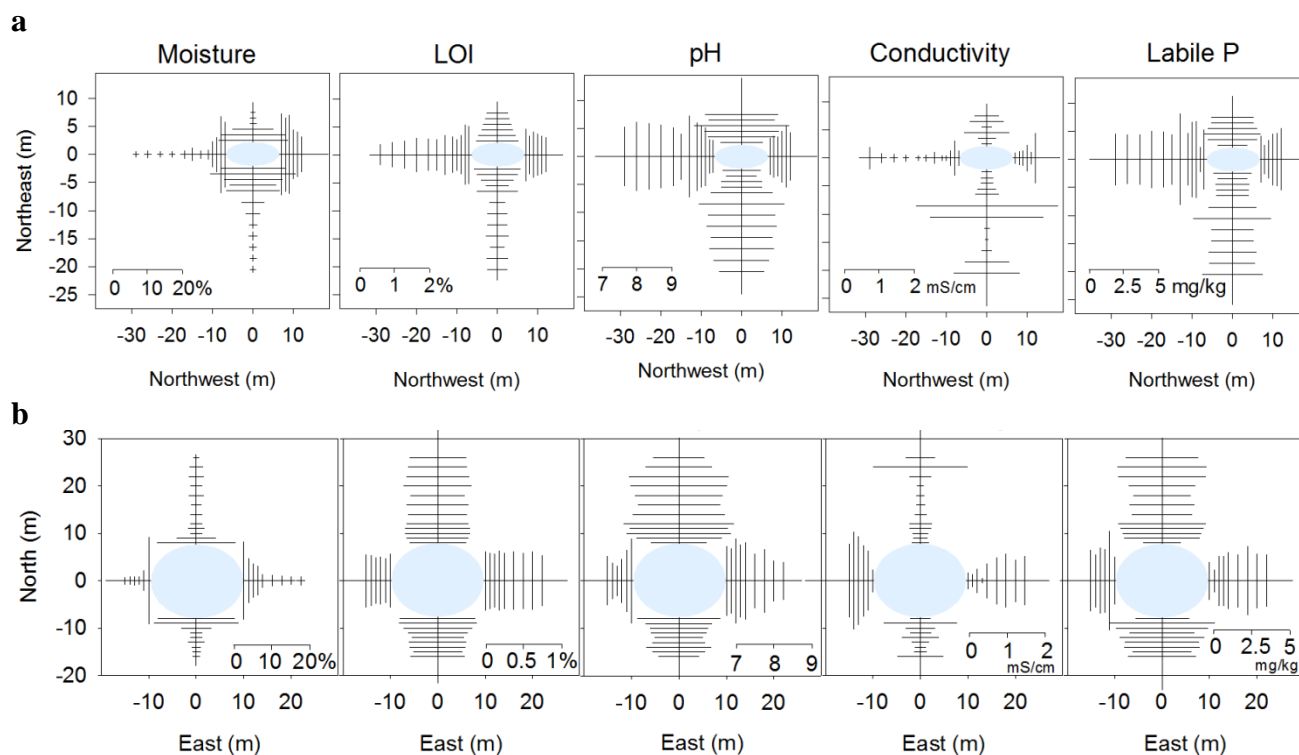 a
Moisture LOI pH Conductivity Labile P
10
5
0
-5
-10
-15
-20
-25
Northeast (m)
0 10 20%
0 1 2%
7 8 9
0 1 2 mS/cm
0 2.5 5 mg/kg
-30 -20 -10 0 10 -30 -20 -10 0 10 -30 -20 -10 0 10 -30 -20 -10 0 10 -30 -20 -10 0 10
Northwest (m) Northwest (m) Northwest (m) Northwest (m) Northwest (m)
b
30
20
10
0
-10
-20
North (m)
0 10 20%
0 0.5 1%
7 8 9
0 1 2
mS/cm
0 2.5 5
mg/kg
-10 0 10 20 -10 0 10 20 -10 0 10 20 -10 0 10 20 -10 0 10 20
East (m) East (m) East (m) East (m) East (m)